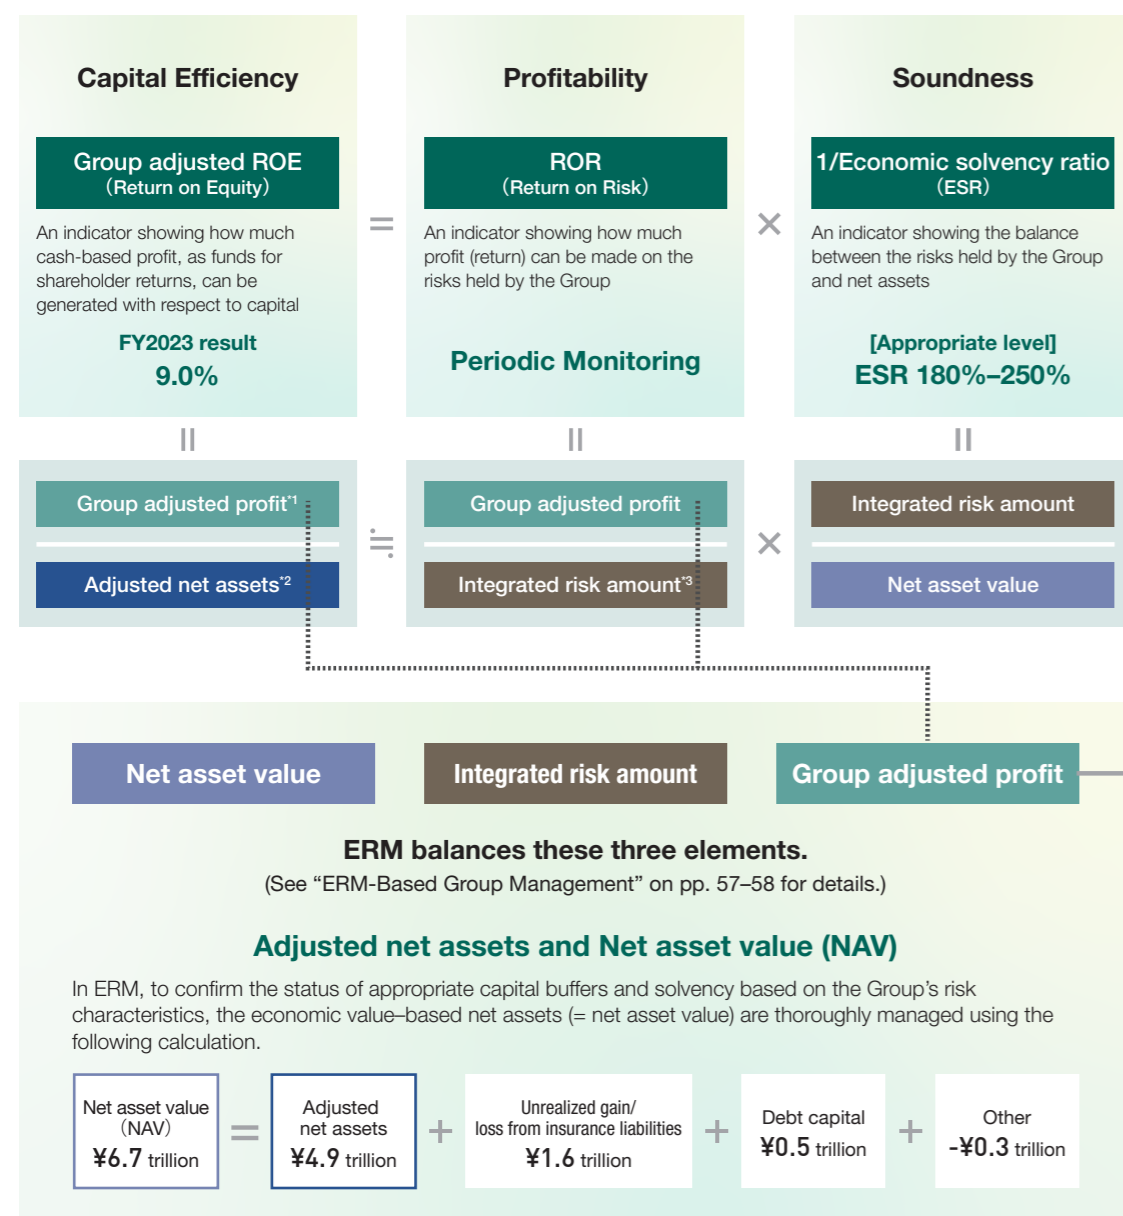 Capital Efficiency
Group adjusted ROE
（Return on Equity）
An indicator showing how much
cash-based profit, as funds for
shareholder returns, can be
generated with respect to capital
FY2023 result
9.0%
=
Profitability
ROR
（Return on Risk）
An indicator showing how much
profit (return) can be made on the
risks held by the Group
Periodic Monitoring
×
Soundness
1/Economic solvency ratio
（ESR）
An indicator showing the balance
between the risks held by the Group
and net assets
[Appropriate level]
ESR 180%–250%
=
=
=
Group adjusted profit*1
Adjusted net assets*2
≒
Group adjusted profit
Integrated risk amount*3
×
Integrated risk amount
Net asset value
Net asset value
Integrated risk amount
Group adjusted profit
ERM balances these three elements.
(See “ERM-Based Group Management” on pp. 57–58 for details.)
Adjusted net assets and Net asset value (NAV)
In ERM, to confirm the status of appropriate capital buffers and solvency based on the Group’s risk
characteristics, the economic value–based net assets (= net asset value) are thoroughly managed using the
following calculation.
Net asset value
（NAV）
¥6.7 trillion
=
Adjusted
net assets
¥4.9 trillion
+
Unrealized gain/
loss from insurance liabilities
¥1.6 trillion
+
Debt capital
¥0.5 trillion
+
Other
-¥0.3 trillion